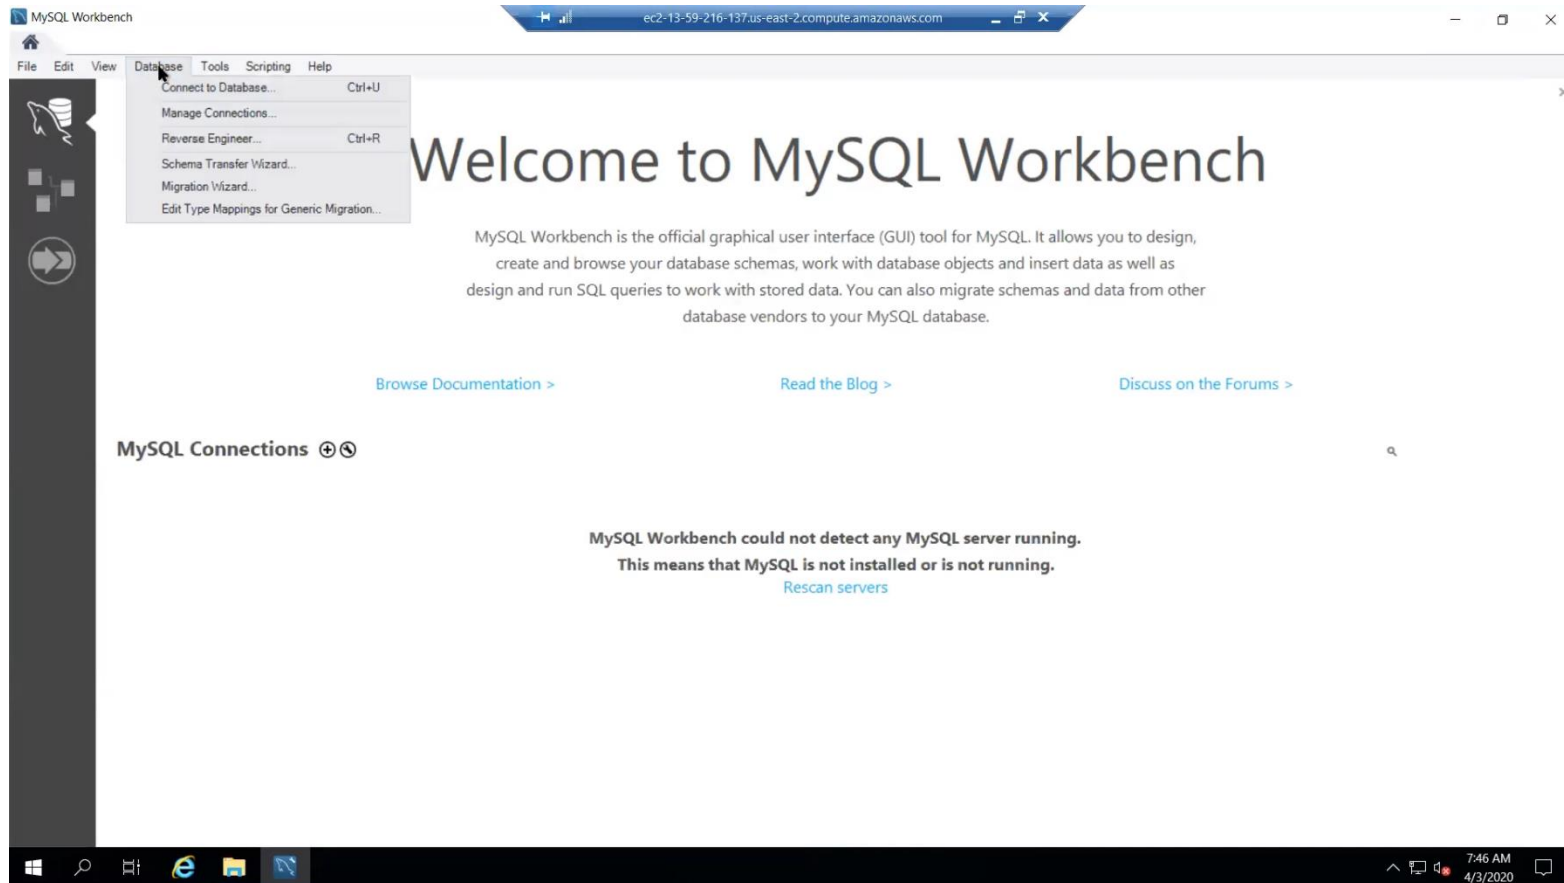 MySQL Workbench
ec2-13-59-216-137.us-east-2.compute.amazonaws.com
File Edit View Database Tools Scripting Help
Connect to Database... Ctrl+U
Manage Connections...
Reverse Engineer... Ctrl+R
Schema Transfer Wizard...
Migration Wizard...
Edit Type Mappings for Generic Migration...
Welcome to MySQL Workbench
MySQL Workbench is the official graphical user interface (GUI) tool for MySQL. It allows you to design,
create and browse your database schemas, work with database objects and insert data as well as
design and run SQL queries to work with stored data. You can also migrate schemas and data from other
database vendors to your MySQL database.
Browse Documentation > Read the Blog > Discuss on the Forums >
MySQL Connections
MySQL Workbench could not detect any MySQL server running.
This means that MySQL is not installed or is not running.
Rescan servers
7:46 AM
4/3/2020